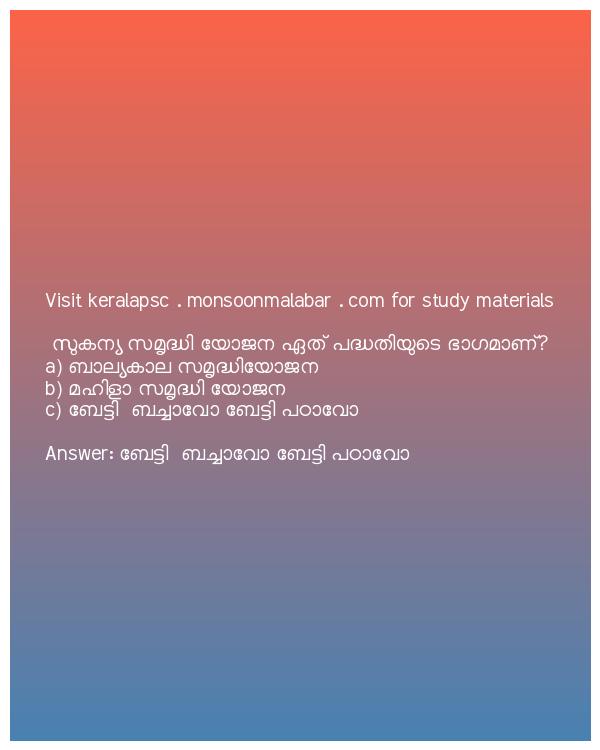 Visit keralapsc . monsoonmalabar . com for study materials
സുകന്യ സമൃദ്ധി യോജന ഏത് പദ്ധതിയുടെ ഭാഗമാണ്?
a) ബാല്യകാല സമൃദ്ധിയോജന
b) മഹിളാ സമൃദ്ധി യോജന
c) ബേട്ടി  ബച്ചാവോ ബേട്ടി പഠാവോ
Answer: ബേട്ടി  ബച്ചാവോ ബേട്ടി പഠാവോ